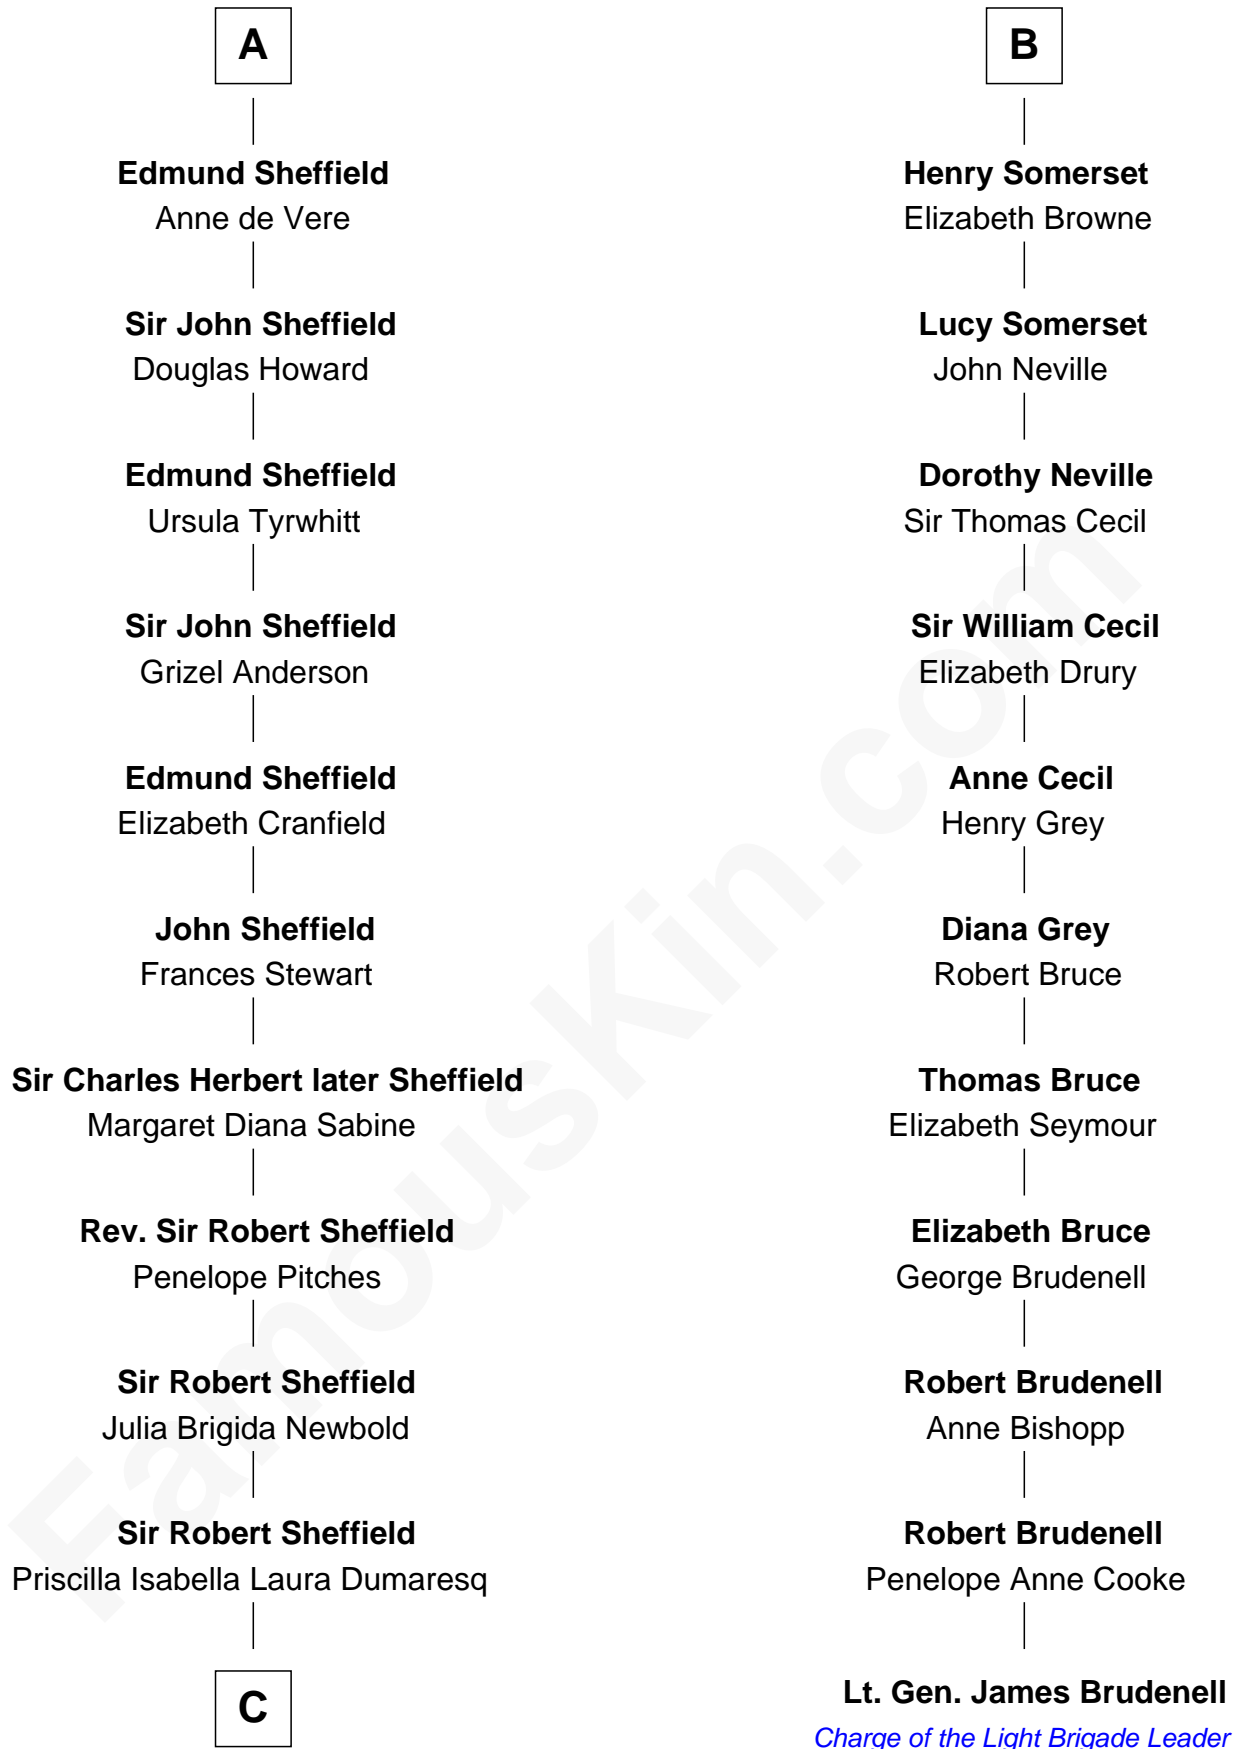 A
Edmund Sheffield
Anne de Vere
Sir John Sheffield
Douglas Howard
Edmund Sheffield
Ursula Tyrwhitt
Sir John Sheffield
Grizel Anderson
Edmund Sheffield
Elizabeth Cranfield
John Sheffield
Frances Stewart
Sir Charles Herbert later Sheffield
Margaret Diana Sabine
Rev. Sir Robert Sheffield
Penelope Pitches
Sir Robert Sheffield
Julia Brigida Newbold
Sir Robert Sheffield
Priscilla Isabella Laura Dumaresq
C
B
Henry Somerset
Elizabeth Browne
Lucy Somerset
John Neville
Dorothy Neville
Sir Thomas Cecil
Sir William Cecil
Elizabeth Drury
Anne Cecil
Henry Grey
Diana Grey
Robert Bruce
Thomas Bruce
Elizabeth Seymour
Elizabeth Bruce
George Brudenell
Robert Brudenell
Anne Bishopp
Robert Brudenell
Penelope Anne Cooke
Lt. Gen. James Brudenell
Charge of the Light Brigade Leader
FamousKin.com